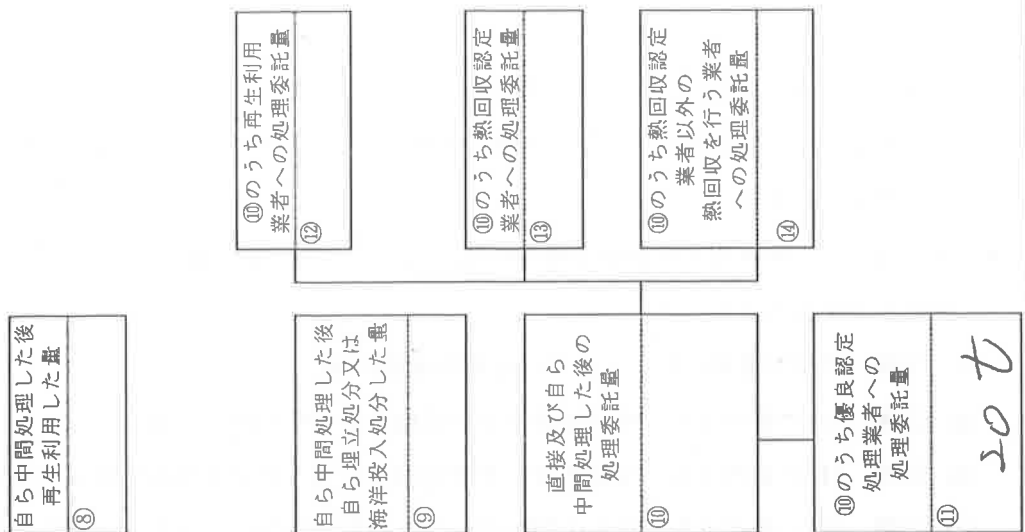 自ら中間処理した後
再生利用した量
⑧
自ら中間処理した後
自ら埋立処分又は
海洋投入処分した量
⑨
直接及び自ら
中間処理した後の
処理委託量
⑩
⑩のうち優良認定
処理業者への
処理委託量
⑪
20 t
⑩のうち再生利用
業者への処理委託量
⑫
⑩のうち熱回収認定
業者への処理委託量
⑬
⑩のうち熱回収認定
業者以外の
熱回収を行う業者
への処理委託量
⑭